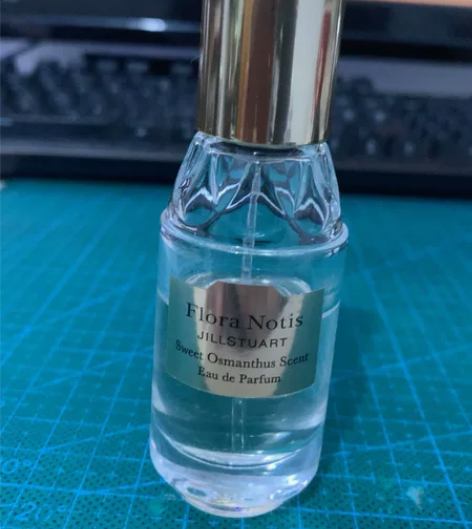 Flora Notis
JILLSTUART
Sweet Osmanthus Scent
Eau de Parfum